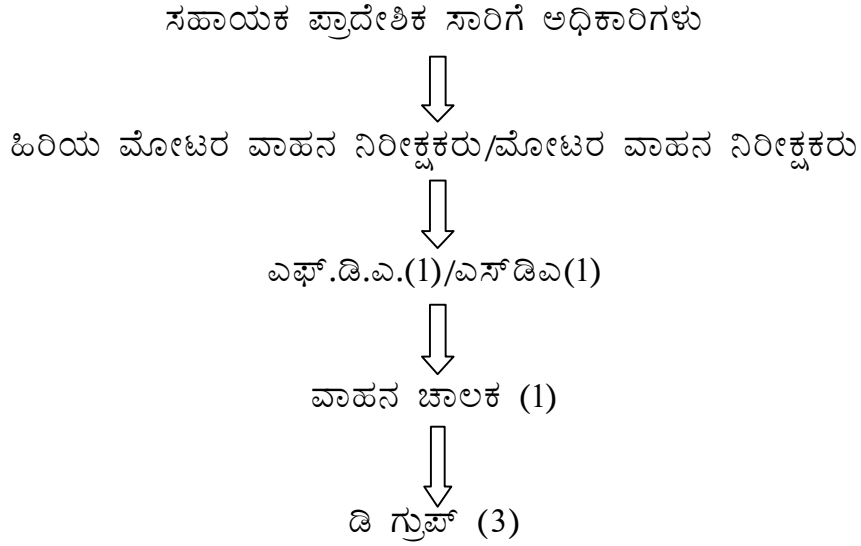 ಸಹಾಯಕ ಪ್ರಾದೇಶಿಕ ಸಾರಿಗೆ ಅಧಿಕಾರಿಗಳು
ಹಿರಿಯ ಮೋಟರ ವಾಹನ ನಿರೀಕ್ಷಕರು/ಮೋಟರ ವಾಹನ ನಿರೀಕ್ಷಕರು
ಎಫ್.ಡಿ.ಎ.(1)/ಎಸ್‌ಡಿಎ(1)
ವಾಹನ ಚಾಲಕ (1)
ಡಿ ಗ್ರುಪ್ (3)